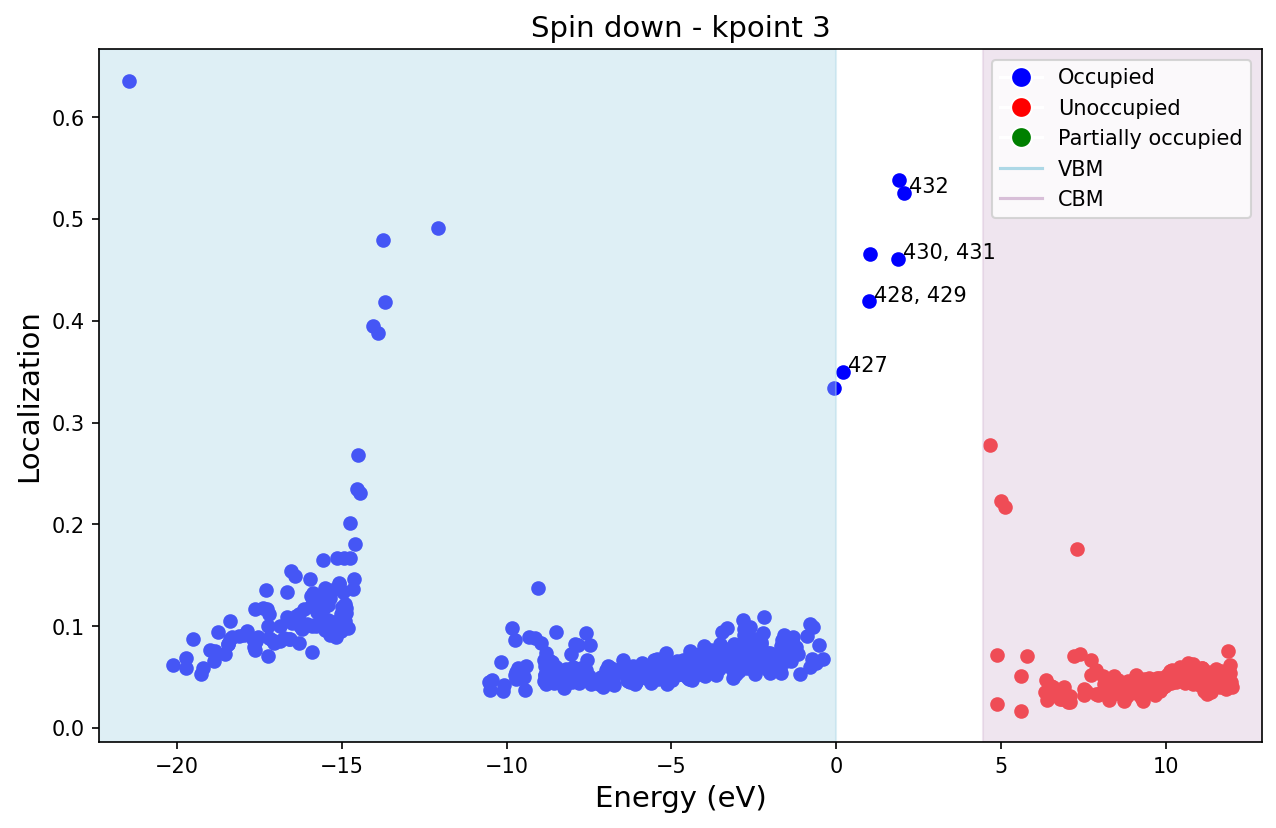 Spin down - kpoint 3
Localization
0.6
0.5
0.4
0.3
0.2
0.1
0.0
432
430, 431
428, 429
427
Occupied
Unoccupied
Partially occupied
VBM
CBM
−20
−15
−10
−5
0
5
10
Energy (eV)